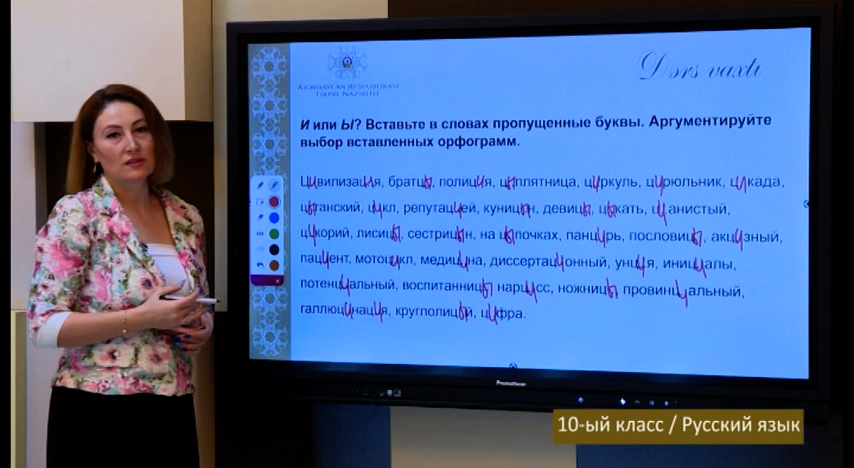 AZƏRBAYCAN RESPUBLİKASI
TƏHSİL NAZİRLİYİ
Dərs vaxtı
И или Ы? Вставьте в словах пропущенные буквы. Аргументируйте
выбор вставленных орфограмм.
Цивилизация, братцы, полиция, цыплятница, циркуль, цирюльник, цикада,
цыганский, цикл, репутацией, куницын, девицы, цыкать, цианистый,
цикорий, лисицы, сестрицын, на цыпочках, панцирь, пословицы, акцизный,
пациент, мотоцикл, медицина, диссертационный, унция, инициалы,
потенциальный, воспитанницы, нарцисс, ножницы, провинциальный,
галлюцинация, круглолицый, цифра.
Promethean
10-ый класс / Русский язык